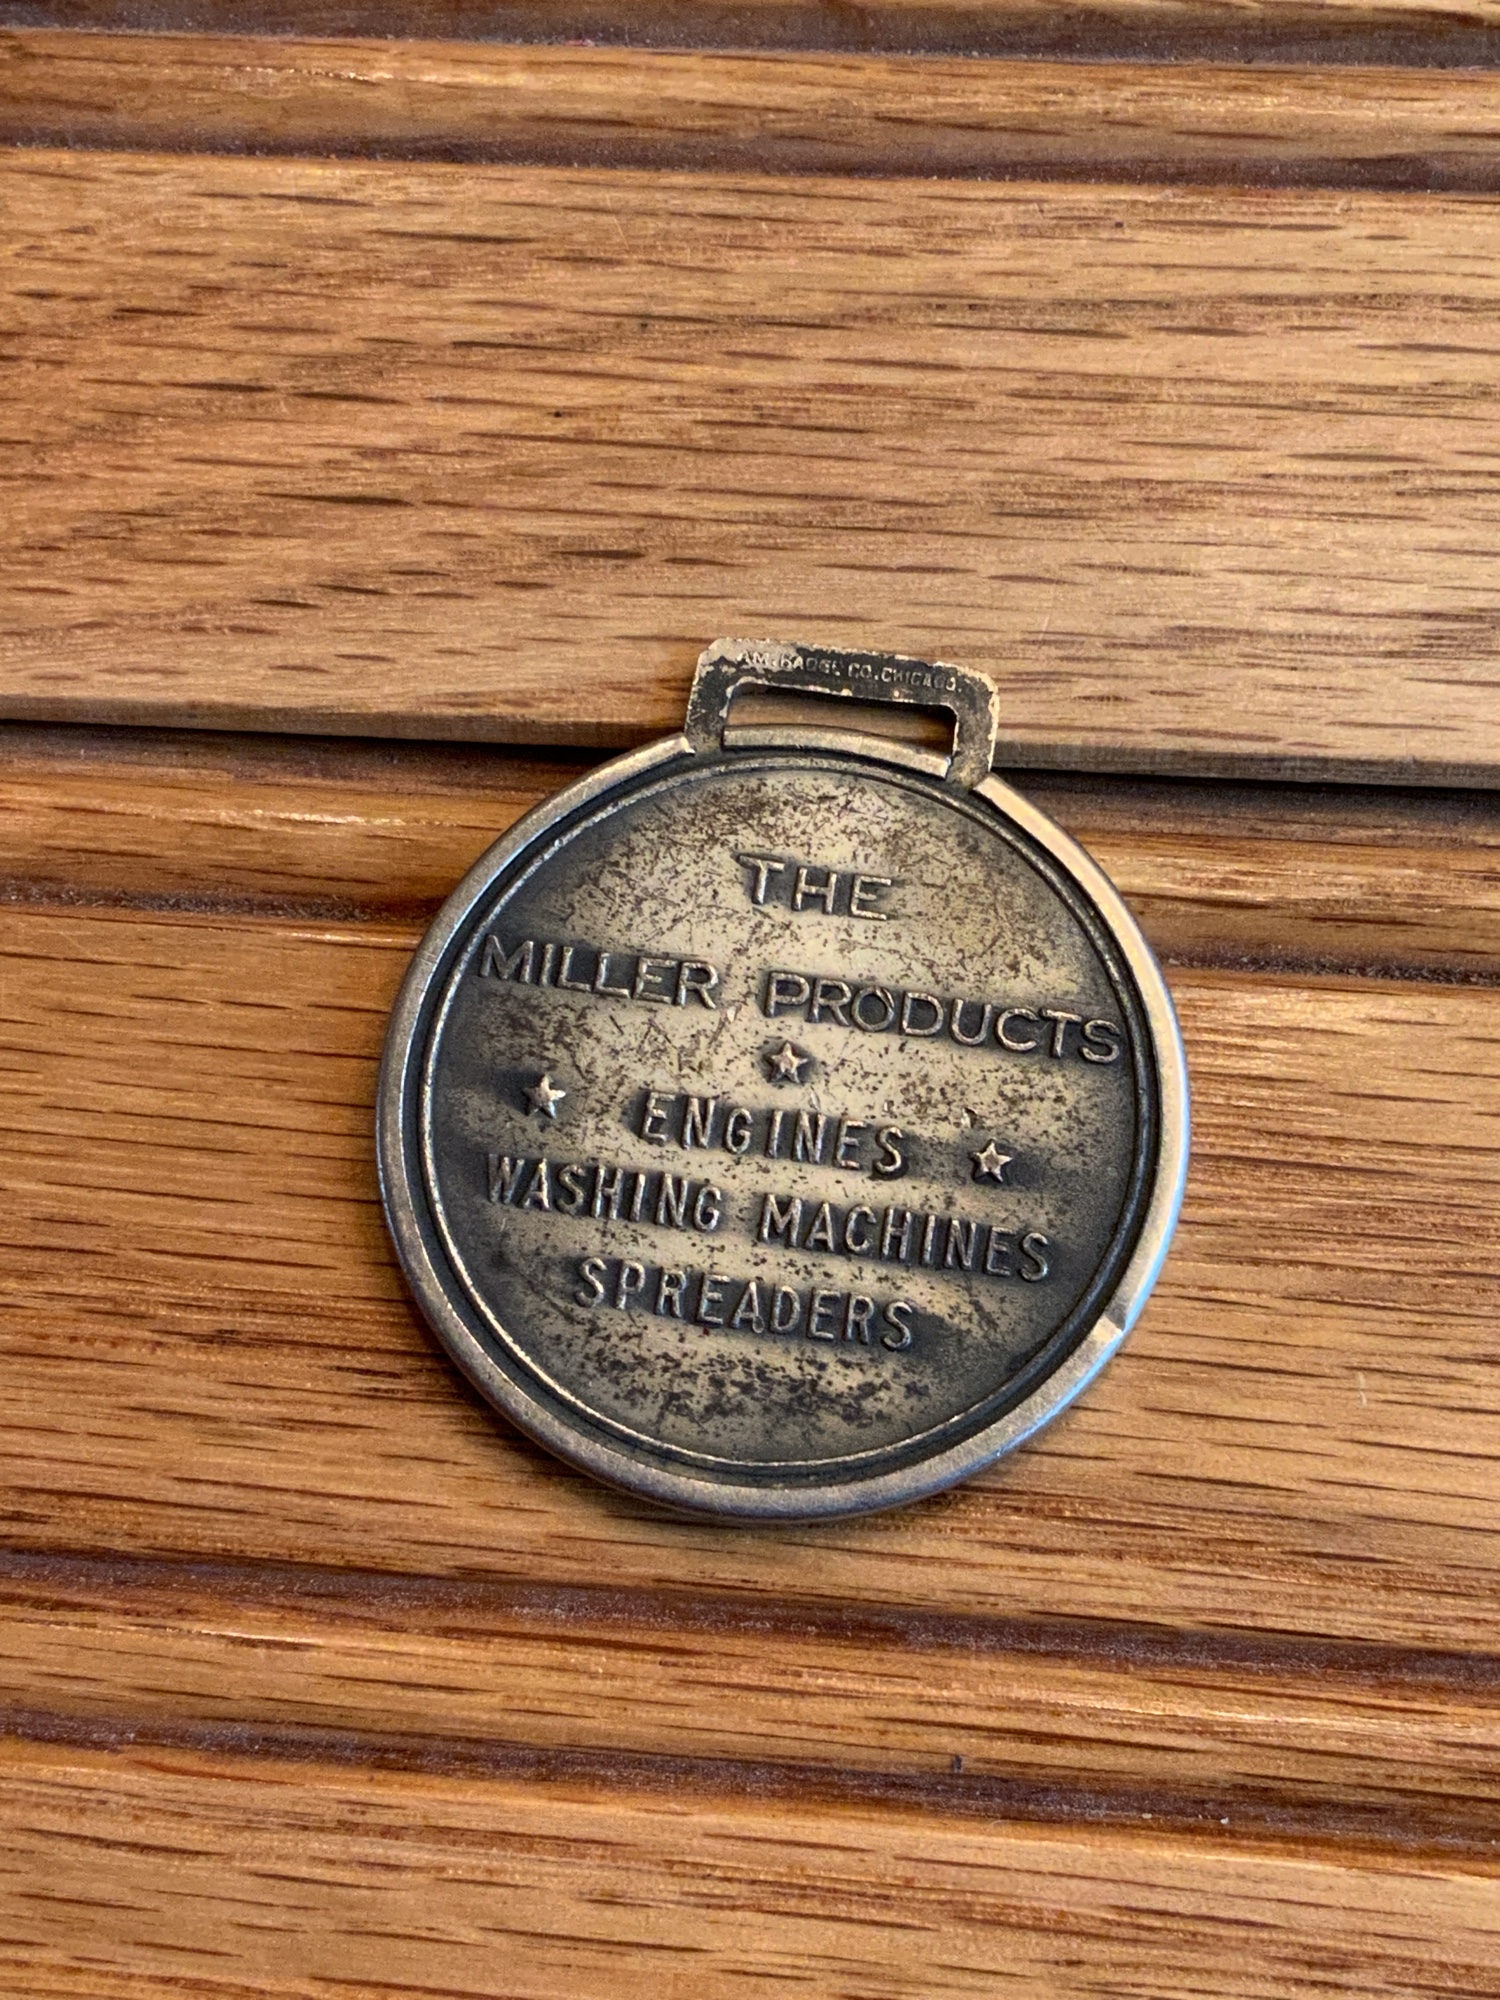 AM. BADGE CO. CHICAGO.
THE
MILLER PRODUCTS
ENGINES
WASHING MACHINES
SPREADERS